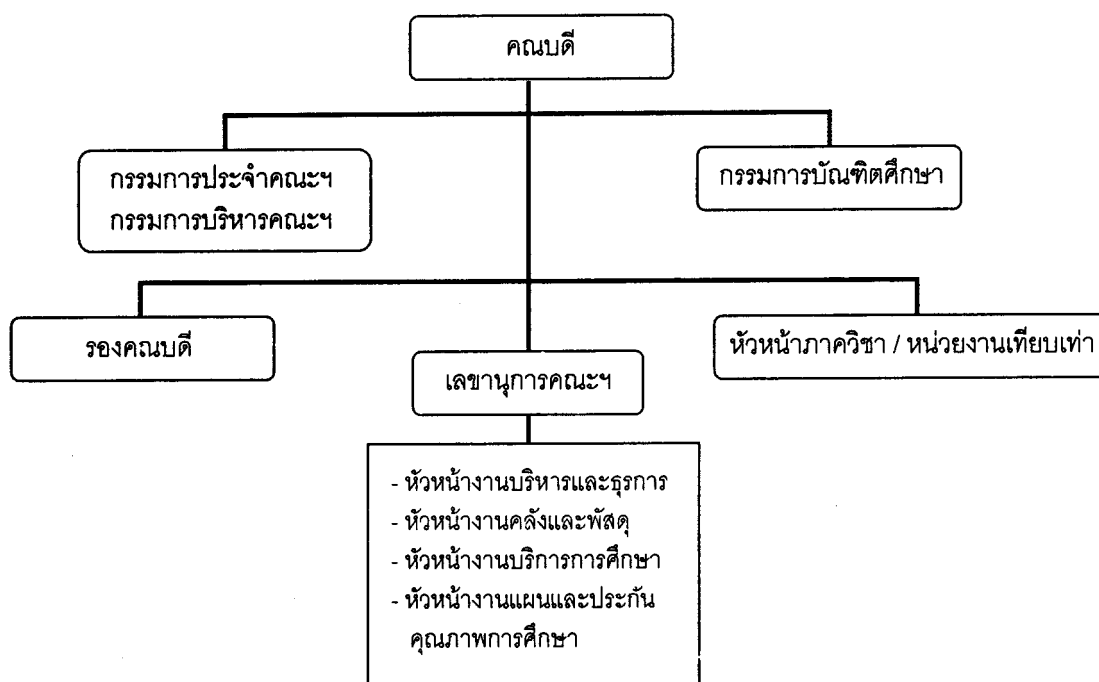 คณบดี
กรรมการประจำคณะฯ
กรรมการบริหารคณะฯ
กรรมการบัณฑิตศึกษา
รองคณบดี
เลขานุการคณะฯ
หัวหน้าภาควิชา / หน่วยงานเทียบเท่า
- หัวหน้างานบริหารและธุรการ
- หัวหน้างานคลังและพัสดุ
- หัวหน้างานบริการการศึกษา
- หัวหน้างานแผนและประกัน
คุณภาพการศึกษา